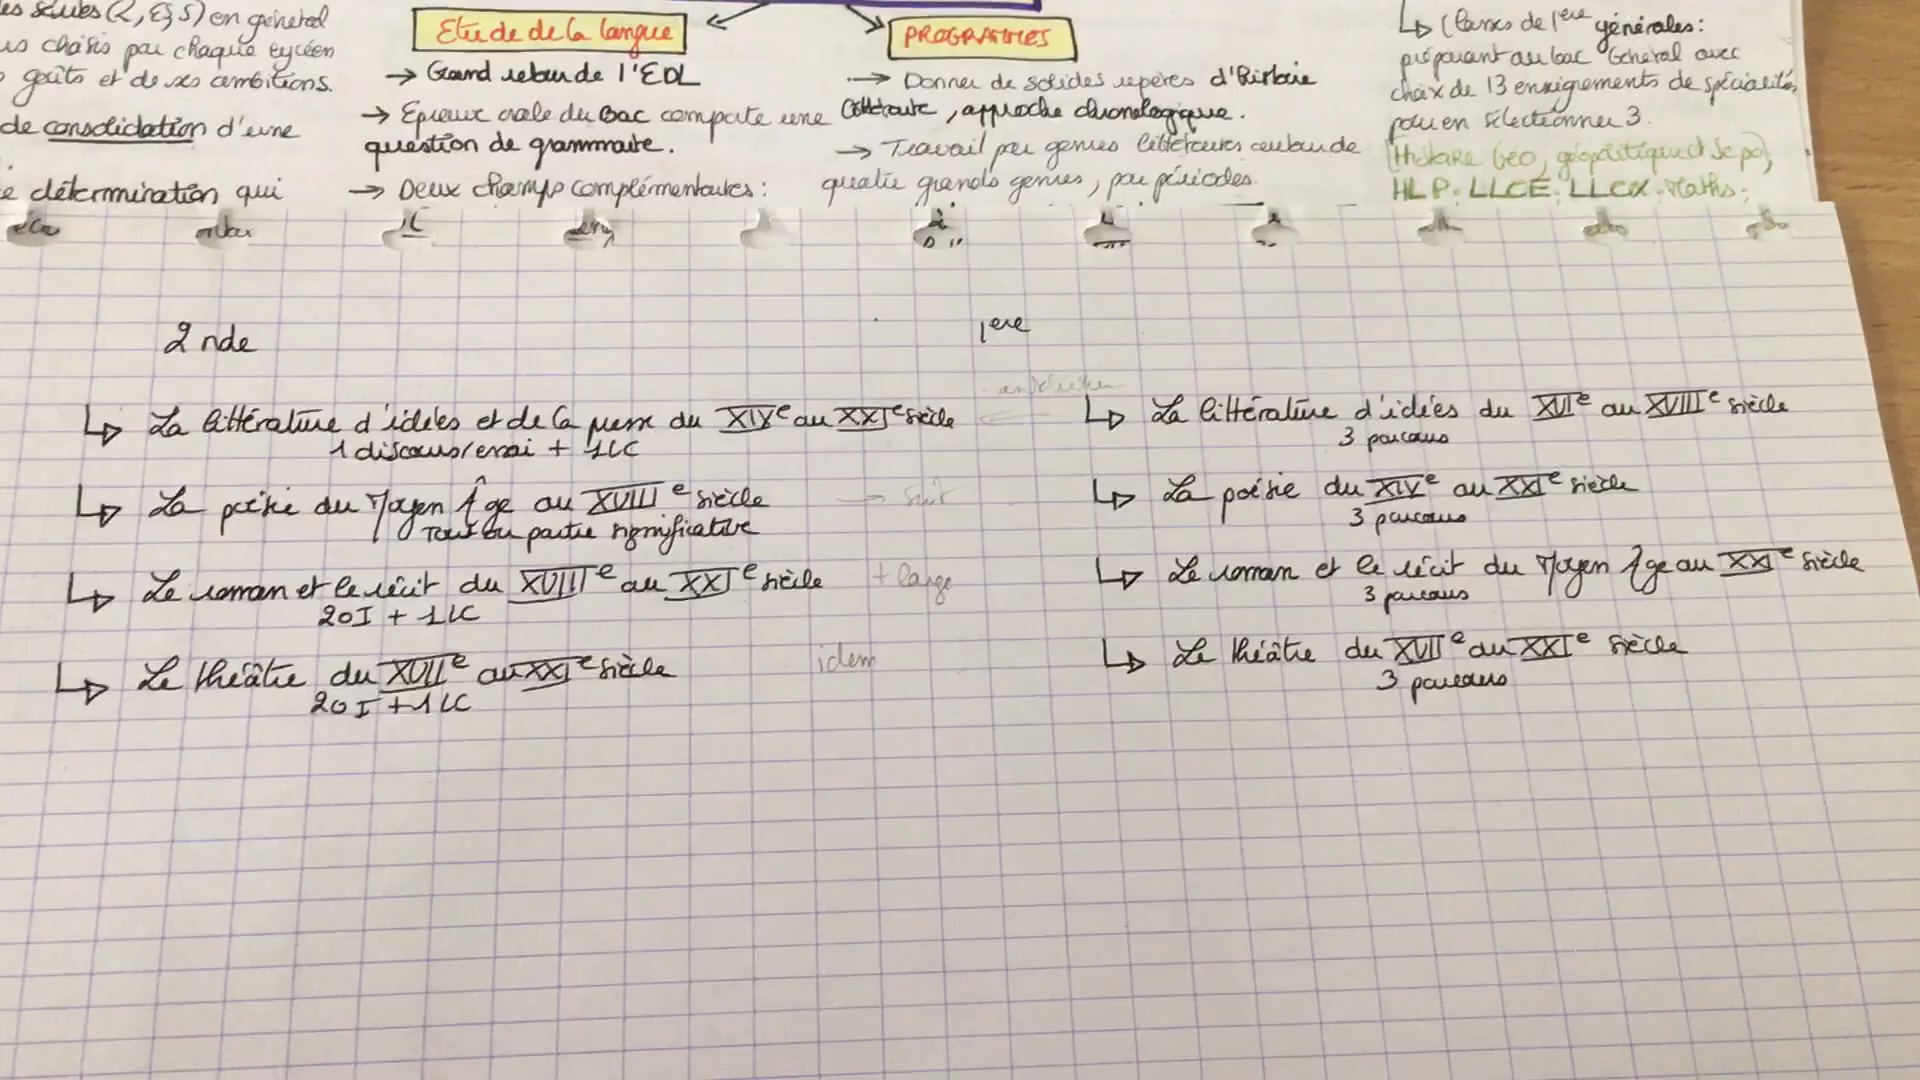 séries (L, ES, S) en général
choisis par chaque lycéen
goûts et de ses ambitions.
de consolidation d'une
détermination qui
Etude de la langue
→ Grand retour de l'EDL
→ Epreuve orale du Bac comporte une
question de grammaire.
→ Deux champs complémentaires :
PROGRAMMES
→ Donner de solides repères d'histoire
littéraire, approche chronologique.
→ Travail par genres littéraires autour de
quatre grands genres, par périodes.
↳ Classes de 1ère générales :
préparant au bac Général avec
choix de 13 enseignements de spécialités
pour en sélectionner 3.
(Histoire Géo, géopolitique et Sc po),
HLP, LLCE, LLCA, Maths,
2nde
↳ La littérature d'idées et de la presse du XIXe au XXIe siècle
1 discours/essai + 1LC
↳ La poésie du Moyen Âge au XVIIIe siècle
Tout ou partie significative
↳ Le roman et le récit du XVIIIe au XXIe siècle
2OI + 1LC
↳ Le théâtre du XVIIe au XXIe siècle
2OI + 1LC
→ suit
+ large
idem
1ere
↳ La littérature d'idées du XVIe au XVIIIe siècle
3 parcours
↳ La poésie du XIXe au XXIe siècle
3 parcours
↳ Le roman et le récit du Moyen Âge au XXIe siècle
3 parcours
↳ Le théâtre du XVIIe au XXIe siècle
3 parcours